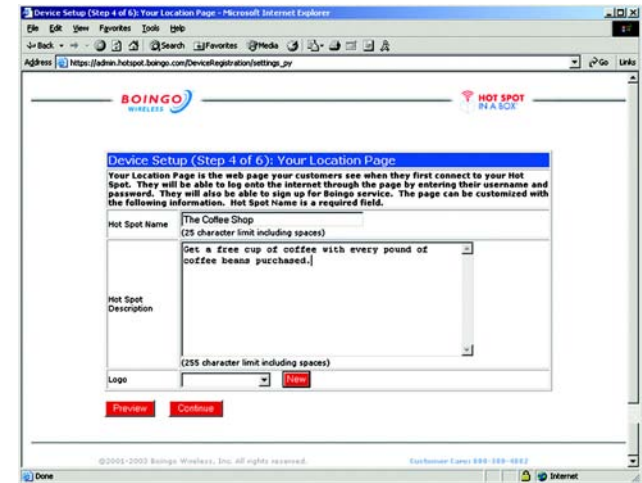 Device Setup (Step 4 of 6): Your Location Page - Microsoft Internet Explorer
File Edit View Favorites Tools Help
Back Search Favorites Media
Address https://admin.hotspot.boingo.com/DeviceRegistration/settings_py Go Links
BOINGO
WIRELESS
HOT SPOT
IN A BOX
Device Setup (Step 4 of 6): Your Location Page
Your Location Page is the web page your customers see when they first connect to your Hot
Spot. They will be able to log onto the internet through the page by entering their username and
password. They will also be able to sign up for Boingo service. The page can be customized with
the following information. Hot Spot Name is a required field.
Hot Spot Name
The Coffee Shop
(25 character limit including spaces)
Hot Spot
Description
Get a free cup of coffee with every pound of
coffee beans purchased.
(255 character limit including spaces)
Logo
New
Preview Continue
©2001-2003 Boingo Wireless, Inc. All rights reserved.
Customer Care:
Done Internet